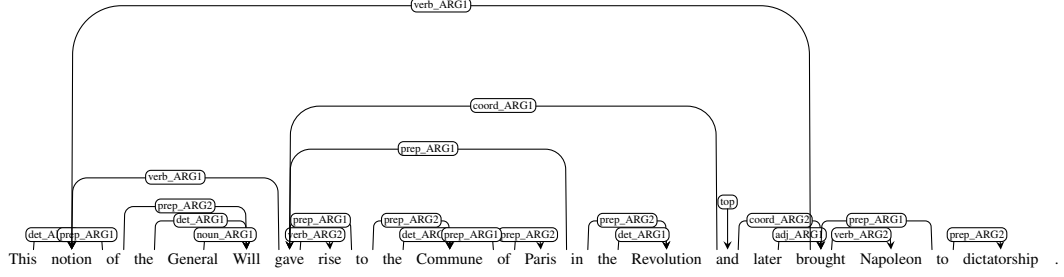 verb_ARG1
coord_ARG1
prep_ARG1
verb_ARG1
top
prep_ARG2 det_ARG1 prep_ARG1 prep_ARG2 prep_ARG2 coord_ARG2 prep_ARG1
prep_ARG1 noun_ARG1 verb_ARG2 prep_ARG1 prep_ARG2 det_ARG1 adj_ARG1 verb_ARG2 prep_ARG2
This notion of the General Will gave rise to the Commune of Paris in the Revolution and later brought Napoleon to dictatorship .